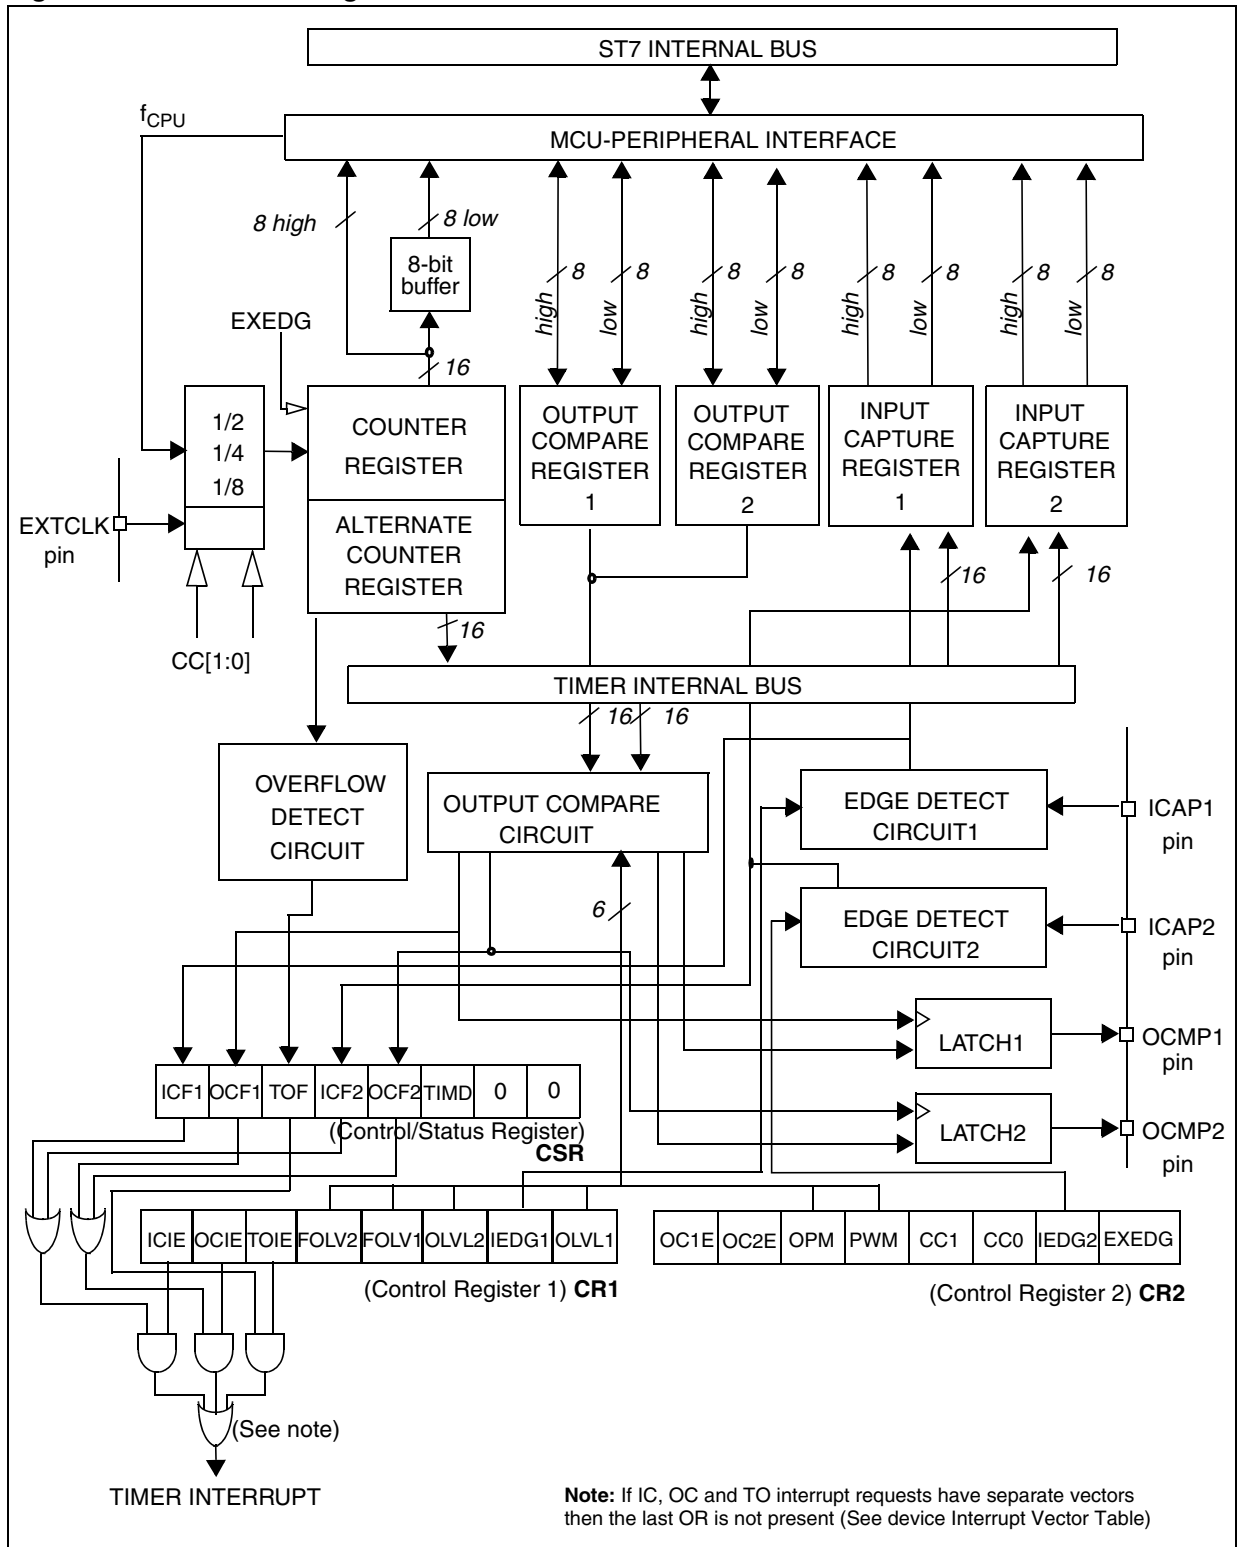 ST7 INTERNAL BUS
fCPU
MCU-PERIPHERAL INTERFACE
8 high
8 low
8-bit
buffer
8
8
8
8
8
8
8
8
high
low
high
low
high
low
high
low
EXEDG
16
1/2
1/4
1/8
COUNTER
REGISTER
OUTPUT
COMPARE
REGISTER
1
OUTPUT
COMPARE
REGISTER
2
INPUT
CAPTURE
REGISTER
1
INPUT
CAPTURE
REGISTER
2
EXTCLK
pin
ALTERNATE
COUNTER
REGISTER
16
16
16
CC[1:0]
TIMER INTERNAL BUS
16
16
OVERFLOW
DETECT
CIRCUIT
OUTPUT COMPARE
CIRCUIT
EDGE DETECT
CIRCUIT1
ICAP1
pin
6
EDGE DETECT
CIRCUIT2
ICAP2
pin
LATCH1
OCMP1
pin
LATCH2
OCMP2
pin
ICF1 OCF1 TOF ICF2 OCF2 TIMD 0 0
(Control/Status Register)
CSR
ICIE OCIE TOIE FOLV2 FOLV1 OLVL2 IEDG1 OLVL1
(Control Register 1) CR1
OC1E OC2E OPM PWM CC1 CC0 IEDG2 EXEDG
(Control Register 2) CR2
(See note)
TIMER INTERRUPT
Note: If IC, OC and TO interrupt requests have separate vectors
then the last OR is not present (See device Interrupt Vector Table)